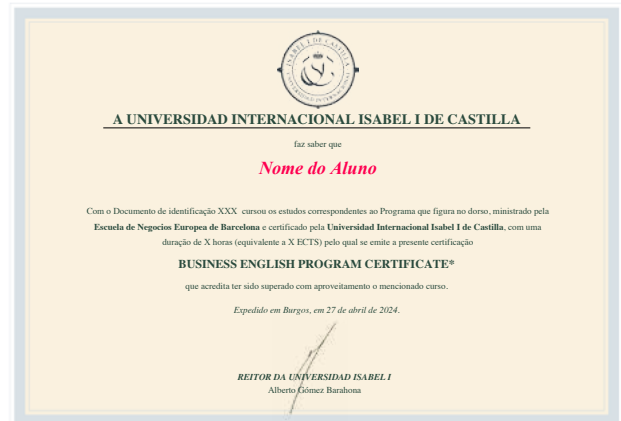 A UNIVERSIDAD INTERNACIONAL ISABEL I DE CASTILLA
faz saber que
Nome do Aluno
Com o Documento de identificação XXX cursou os estudos correspondentes ao Programa que figura no dorso, ministrado pela
Escuela de Negocios Europea de Barcelona e certificado pela Universidad Internacional Isabel I de Castilla, com uma
duração de X horas (equivalente a X ECTS) pelo qual se emite a presente certificação
BUSINESS ENGLISH PROGRAM CERTIFICATE*
que acredita ter sido superado com aproveitamento o mencionado curso.
Expedido em Burgos, em 27 de abril de 2024.
REITOR DA UNIVERSIDAD ISABEL I
Alberto Gómez Barahona